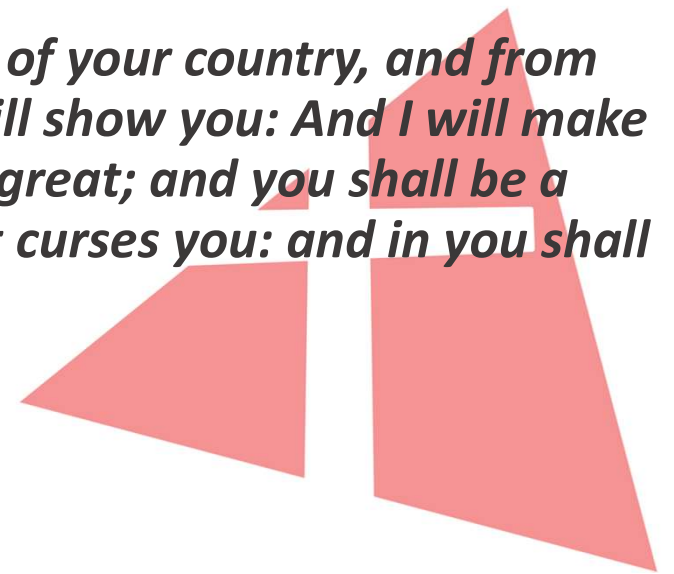 of your country, and from
ill show you: And I will make
great; and you shall be a
curses you: and in you shall